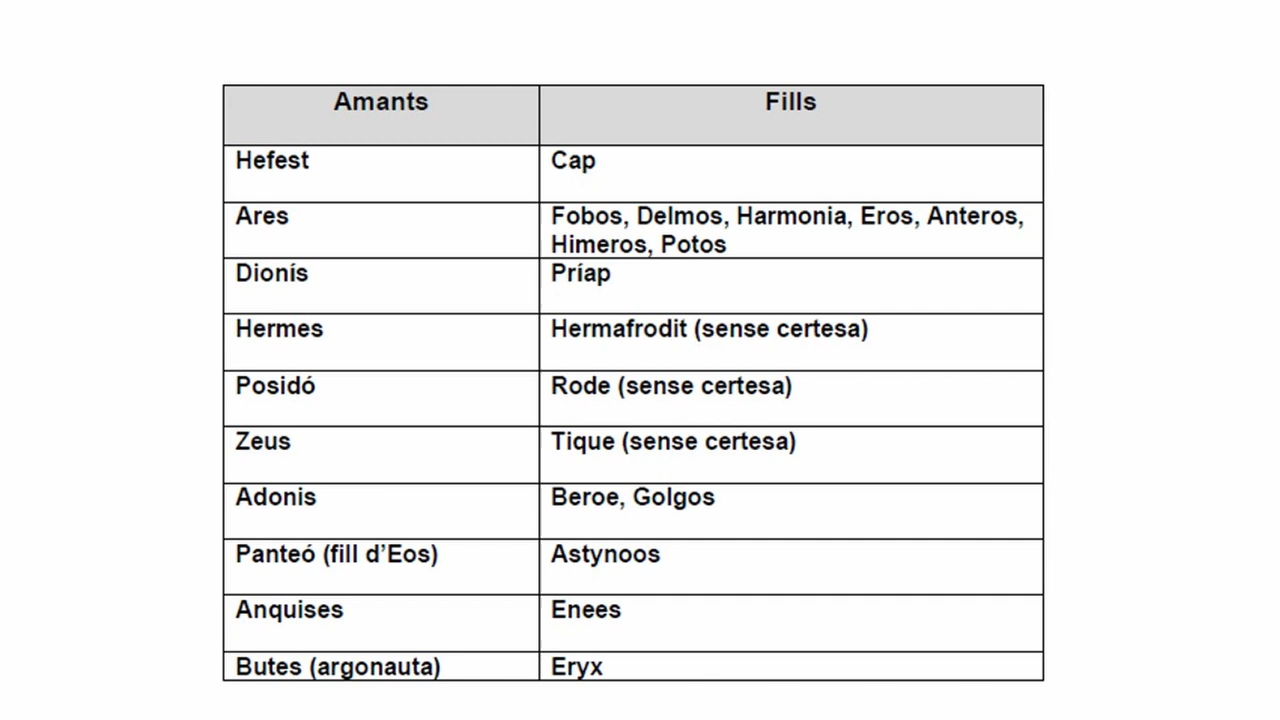 Amants Fills
Hefest Cap
Ares Fobos, Delmos, Harmonia, Eros, Anteros,
Himeros, Potos
Dionís Príap
Hermes Hermafrodit (sense certesa)
Posidó Rode (sense certesa)
Zeus Tique (sense certesa)
Adonis Beroe, Golgos
Panteó (fill d’Eos) Astynoos
Anquises Enees
Butes (argonauta) Eryx